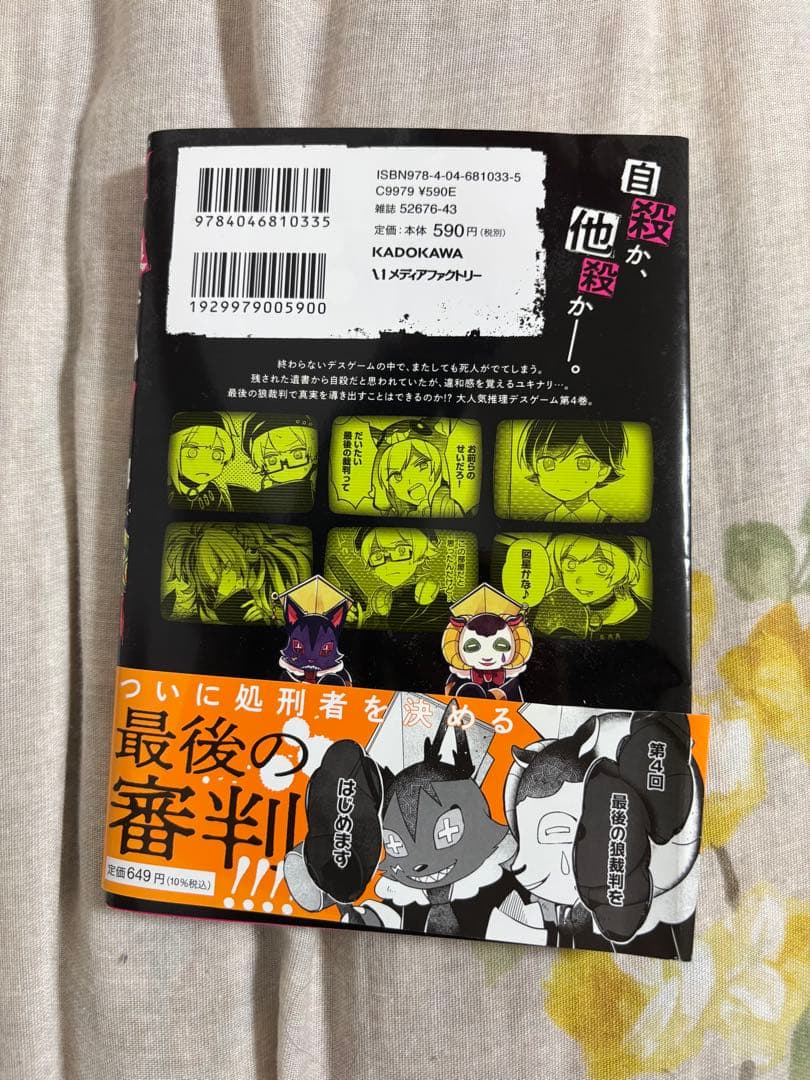 ISBN978-4-04-681033-5
C9979 ¥590E
雑誌 52676-43
定価:本体 590円(税別)
KADOKAWA
メディアファクトリー
9784046810335
1929979005900
自殺か、
他殺か―。
終わらないデスゲームの中で、またしても死人がでてしまう。
残された遺書から自殺だと思われていたが、違和感を覚えるユキナリ…。
最後の狼裁判で真実を導き出すことはできるのか!? 大人気推理デスゲーム第4巻。
お前らの
せいだろー!
だいたい
最後の裁判って
図星かな♪
ついに処刑者を決める
最後の
審判!!!!
定価649円(10%税込)
第4回
最後の狼裁判を
はじめます